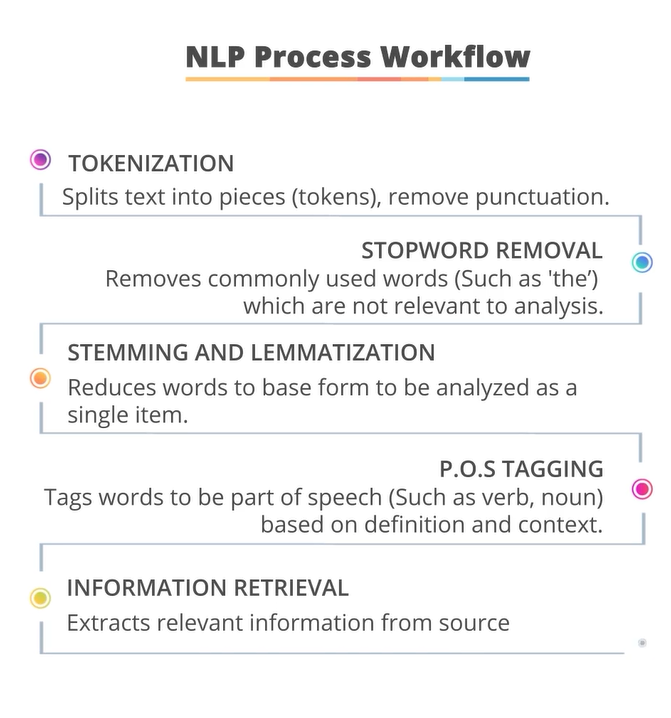 NLP Process Workflow
TOKENIZATION
Splits text into pieces (tokens), remove punctuation.
STOPWORD REMOVAL
Removes commonly used words (Such as 'the’)
which are not relevant to analysis.
STEMMING AND LEMMATIZATION
Reduces words to base form to be analyzed as a
single item.
P.O.S TAGGING
Tags words to be part of speech (Such as verb, noun)
based on definition and context.
INFORMATION RETRIEVAL
Extracts relevant information from source